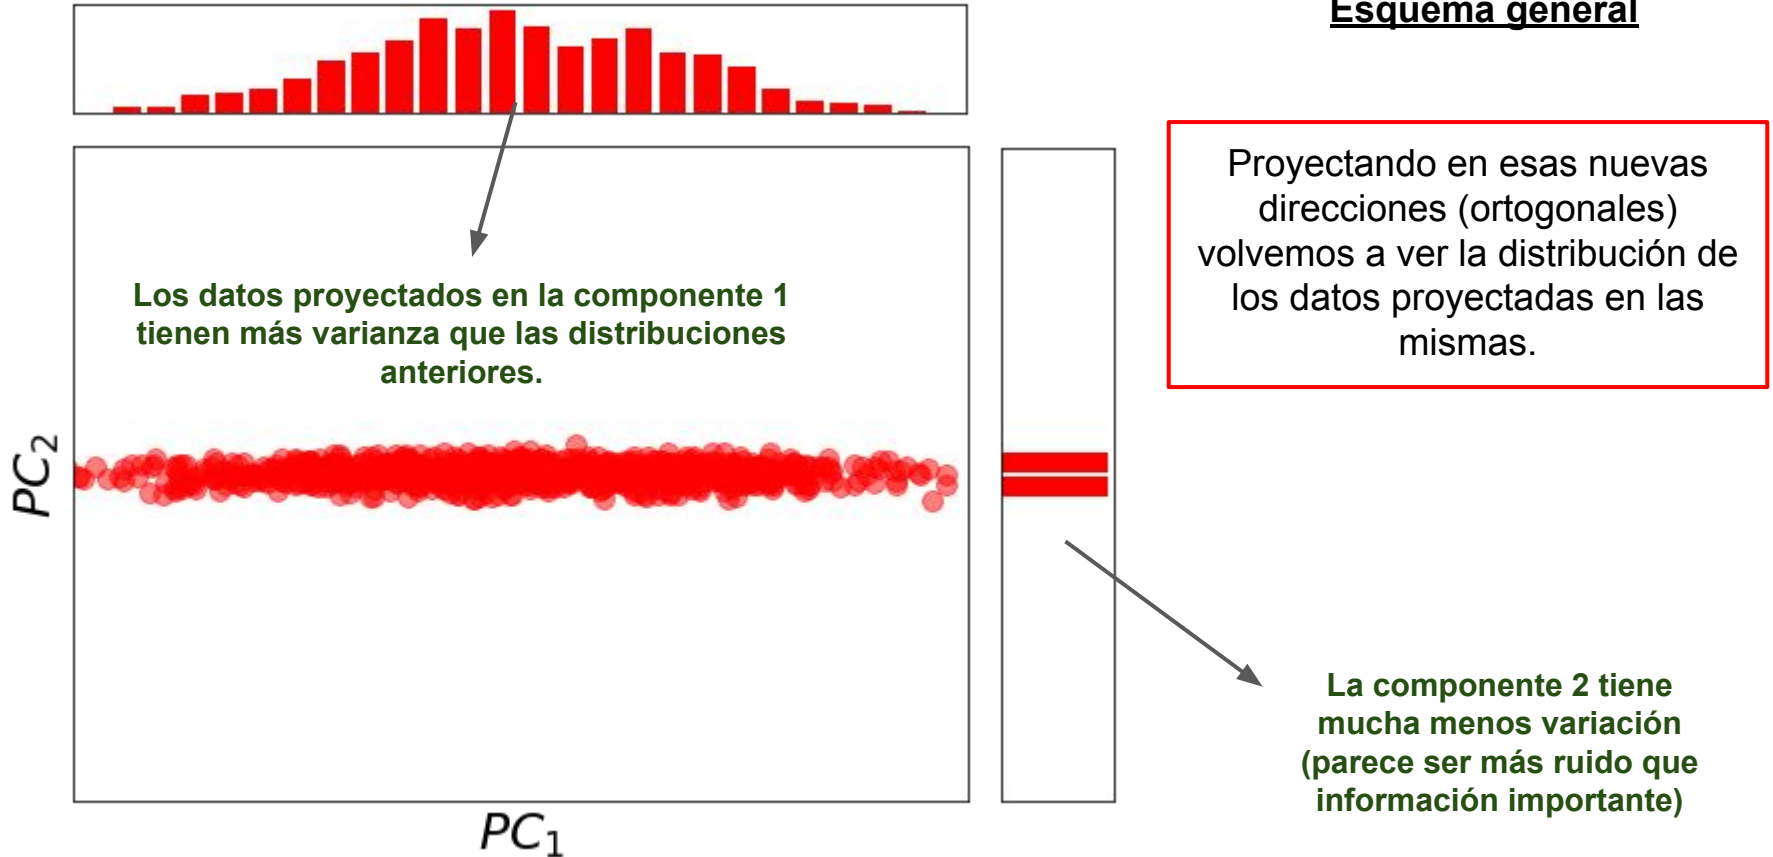 Esquema general
Proyectando en esas nuevas
direcciones (ortogonales)
volvemos a ver la distribución de
los datos proyectadas en las
mismas.
Los datos proyectados en la componente 1
tienen más varianza que las distribuciones
anteriores.
PC₂
La componente 2 tiene
mucha menos variación
(parece ser más ruido que
información importante)
PC₁